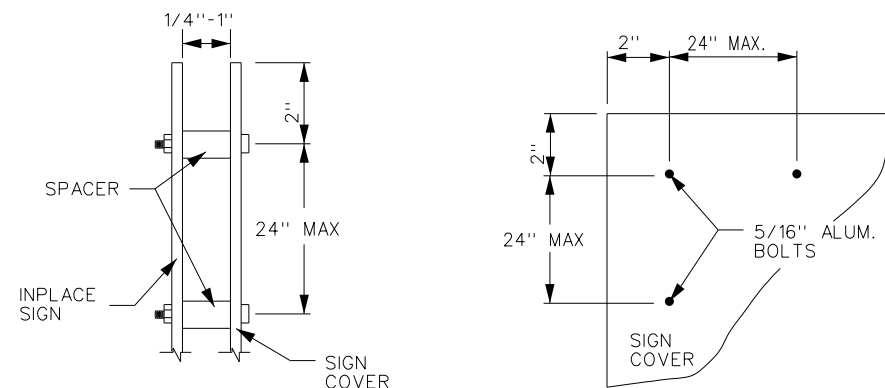 1/4''-1''
2''
SPACER
24'' MAX
INPLACE
SIGN
SIGN
COVER
2''
24'' MAX.
2''
24'' MAX
5/16'' ALUM.
BOLTS
SIGN
COVER